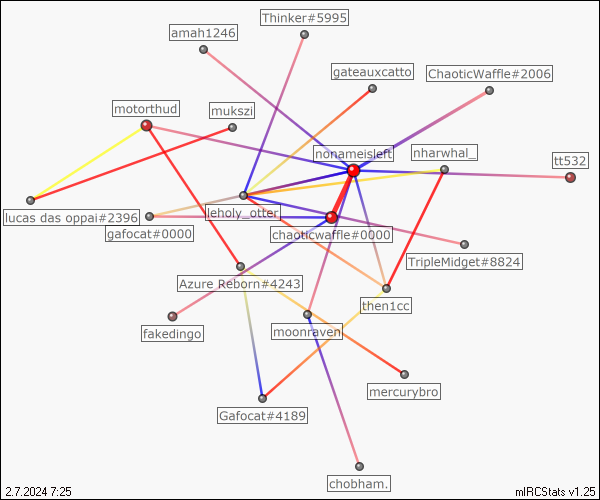 Thinker#5995
amah1246
gateauxcatto
ChaoticWaffle#2006
motorthud
mukszi
nonameisleft
nharwhal_
tt532
lucas das oppai#2396
leholy_otter
gafocat#0000
chaoticwaffle#0000
TripleMidget#8824
Azure Reborn#4243
then1cc
fakedingo
moonraven
mercurybro
Gafocat#4189
chobham.
2.7.2024 7:25
mIRCStats v1.25